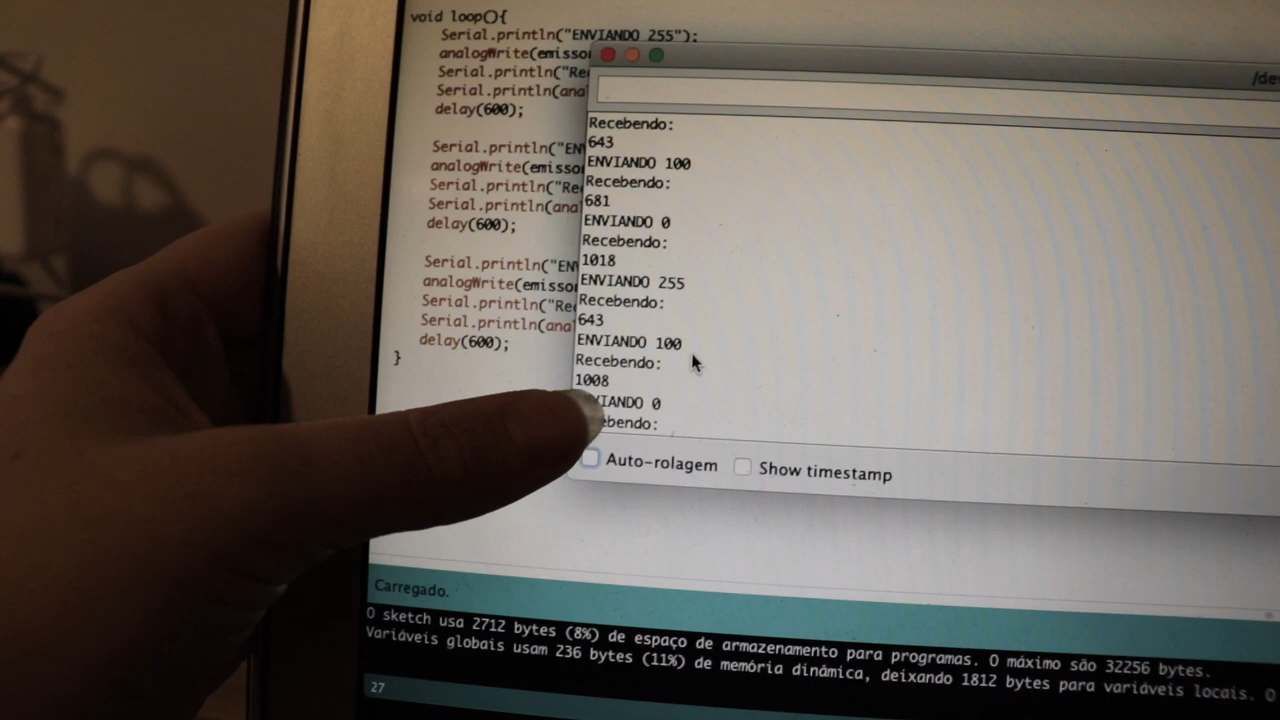 void loop(){
Serial.println("ENVIANDO 255");
analogWrite(emisso
Serial.println("Re
Serial.println(ana
delay(600);
Serial.println("EN
analogWrite(emisso
Serial.println("Re
Serial.println(ana
delay(600);
Serial.println("EN
analogWrite(emisso
Serial.println("Re
Serial.println(ana
delay(600);
}
/de
Recebendo:
643
ENVIANDO 100
Recebendo:
681
ENVIANDO 0
Recebendo:
1018
ENVIANDO 255
Recebendo:
643
ENVIANDO 100
Recebendo:
1008
VIANDO 0
ebendo:
Auto-rolagem
Show timestamp
Carregado.
O sketch usa 2712 bytes (8%) de espaço de armazenamento para programas. O máximo são 32256 bytes.
Variáveis globais usam 236 bytes (11%) de memória dinâmica, deixando 1812 bytes para variáveis locais. O
27